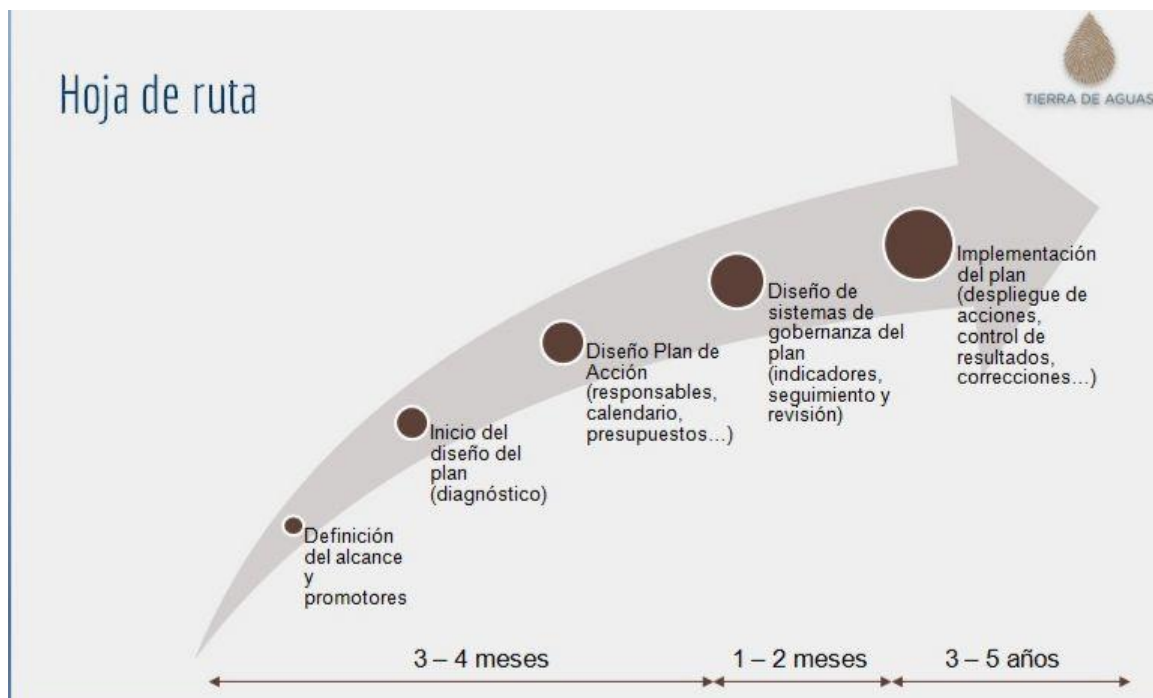 Hoja de ruta
TIERRA DE AGUAS
Definición
del alcance
y
promotores
Inicio del
diseño del
plan
(diagnóstico)
Diseño Plan de
Acción
(responsables,
calendario,
presupuestos…)
Diseño de
sistemas de
gobernanza del
plan
(indicadores,
seguimiento y
revisión)
Implementación
del plan
(despliegue de
acciones,
control de
resultados,
correcciones…)
3 – 4 meses
1 – 2 meses
3 – 5 años